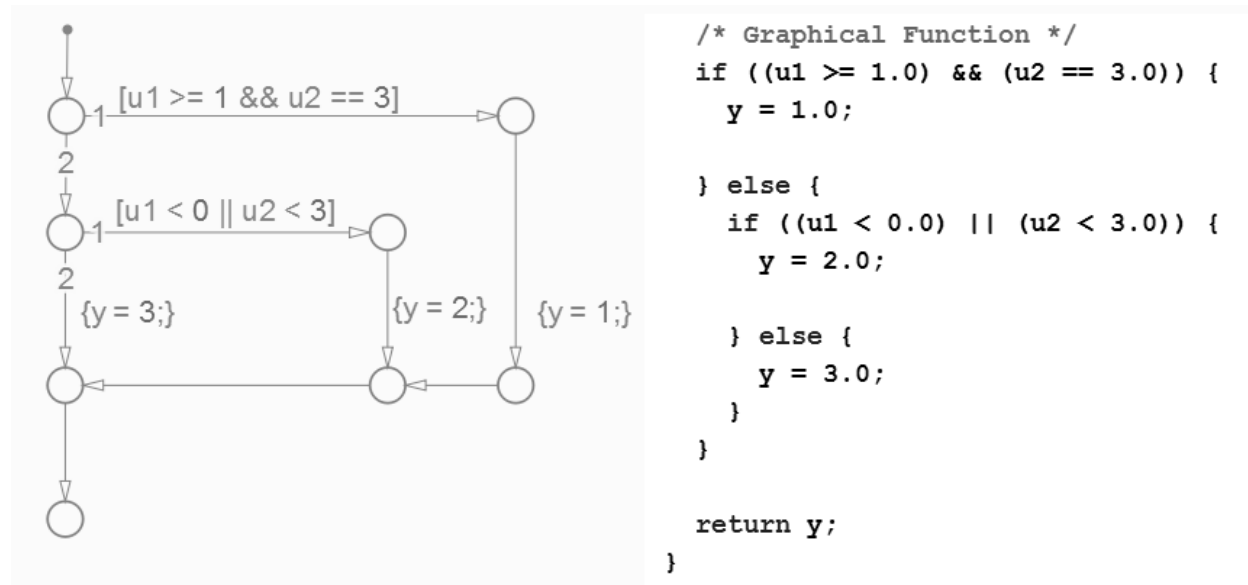 [u1 >= 1 && u2 == 3]
1
2
[u1 < 0 || u2 < 3]
1
2
{y = 3;}
{y = 2;}
{y = 1;}
/* Graphical Function */
if ((u1 >= 1.0) && (u2 == 3.0)) {
y = 1.0;
} else {
if ((u1 < 0.0) || (u2 < 3.0)) {
y = 2.0;
} else {
y = 3.0;
}
}
return y;
}